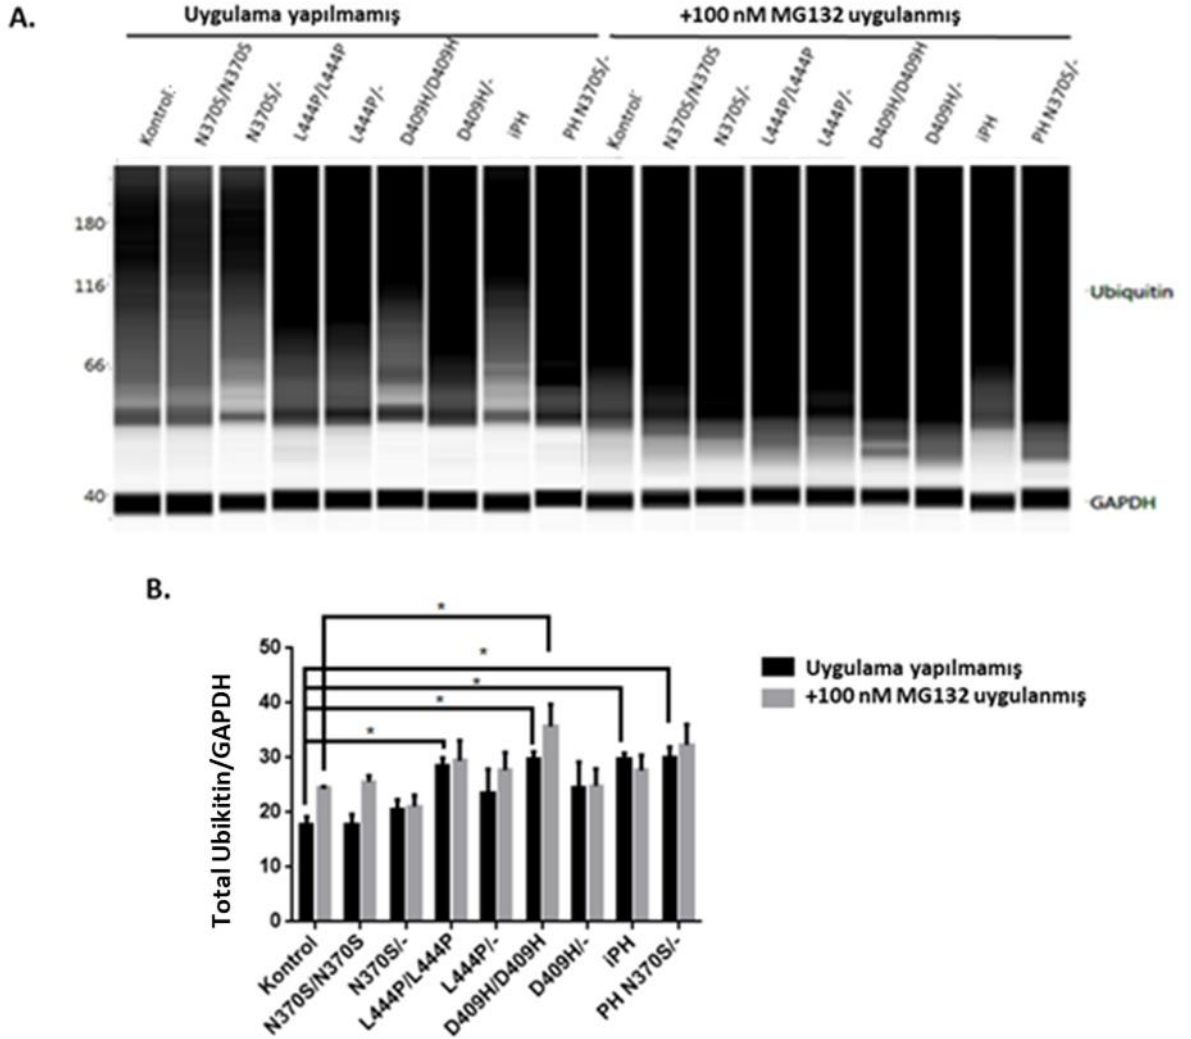 A.
Uygulama yapılmamış
+100 nM MG132 uygulanmış
Kontrol
N370S/N370S
N370S/-
L444P/L444P
L444P/-
D409H/D409H
D409H/-
iPH
PH N370S/-
Kontrol
N370S/N370S
N370S/-
L444P/L444P
L444P/-
D409H/D409H
D409H/-
iPH
PH N370S/-
180
116
66
40
Ubiquitin
GAPDH
B.
*
*
*
*
*
50
40
30
20
10
0
Total Ubikitin/GAPDH
Uygulama yapılmamış
+100 nM MG132 uygulanmış
Kontrol
N370S/N370S
N370S/-
L444P/L444P
L444P/-
D409H/D409H
D409H/-
iPH
PH N370S/-